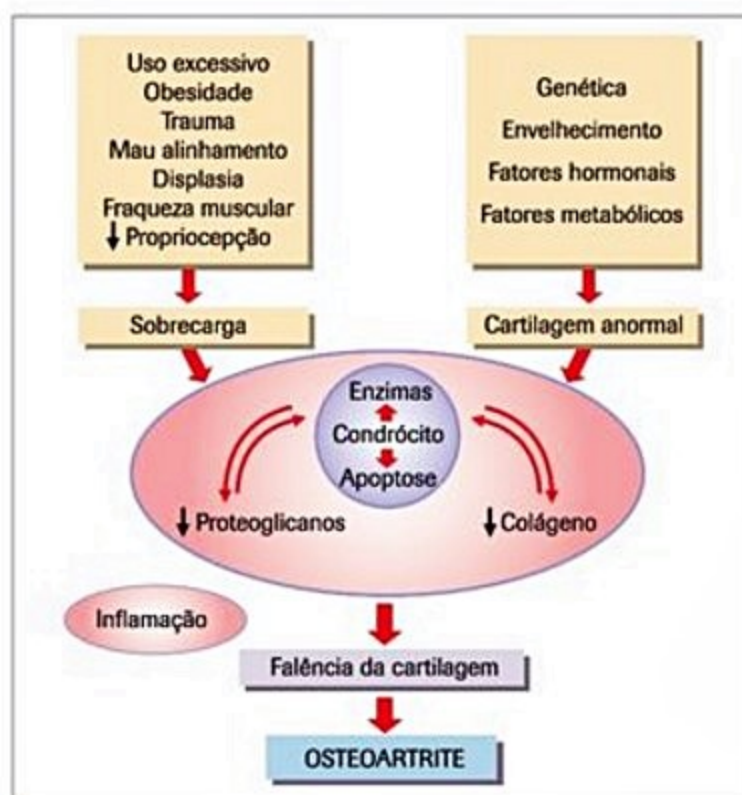 Uso excessivo
Obesidade
Trauma
Mau alinhamento
Displasia
Fraqueza muscular
↓ Propriocepção
Genética
Envelhecimento
Fatores hormonais
Fatores metabólicos
Sobrecarga
Cartilagem anormal
Enzimas
Condrócito
Apoptose
↓ Proteoglicanos
↓ Colágeno
Inflamação
Falência da cartilagem
OSTEOARTRITE